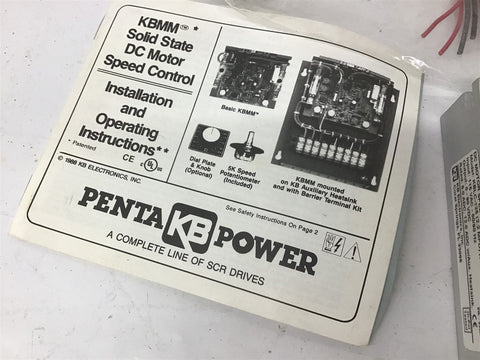 KBMM™ *
Solid State
DC Motor
Speed Control
Installation
and
Operating
Instructions**
* Patented
CE UL
© 1988 KB ELECTRONICS, INC.
Basic KBMM™
Dial Plate
& Knob
(Optional)
5K Speed
Potentiometer
(Included)
KBMM mounted
on KB Auxiliary Heatsink
and with Barrier Terminal Kit
See Safety Instructions On Page 2
PENTA KB POWER
A COMPLETE LINE OF SCR DRIVES